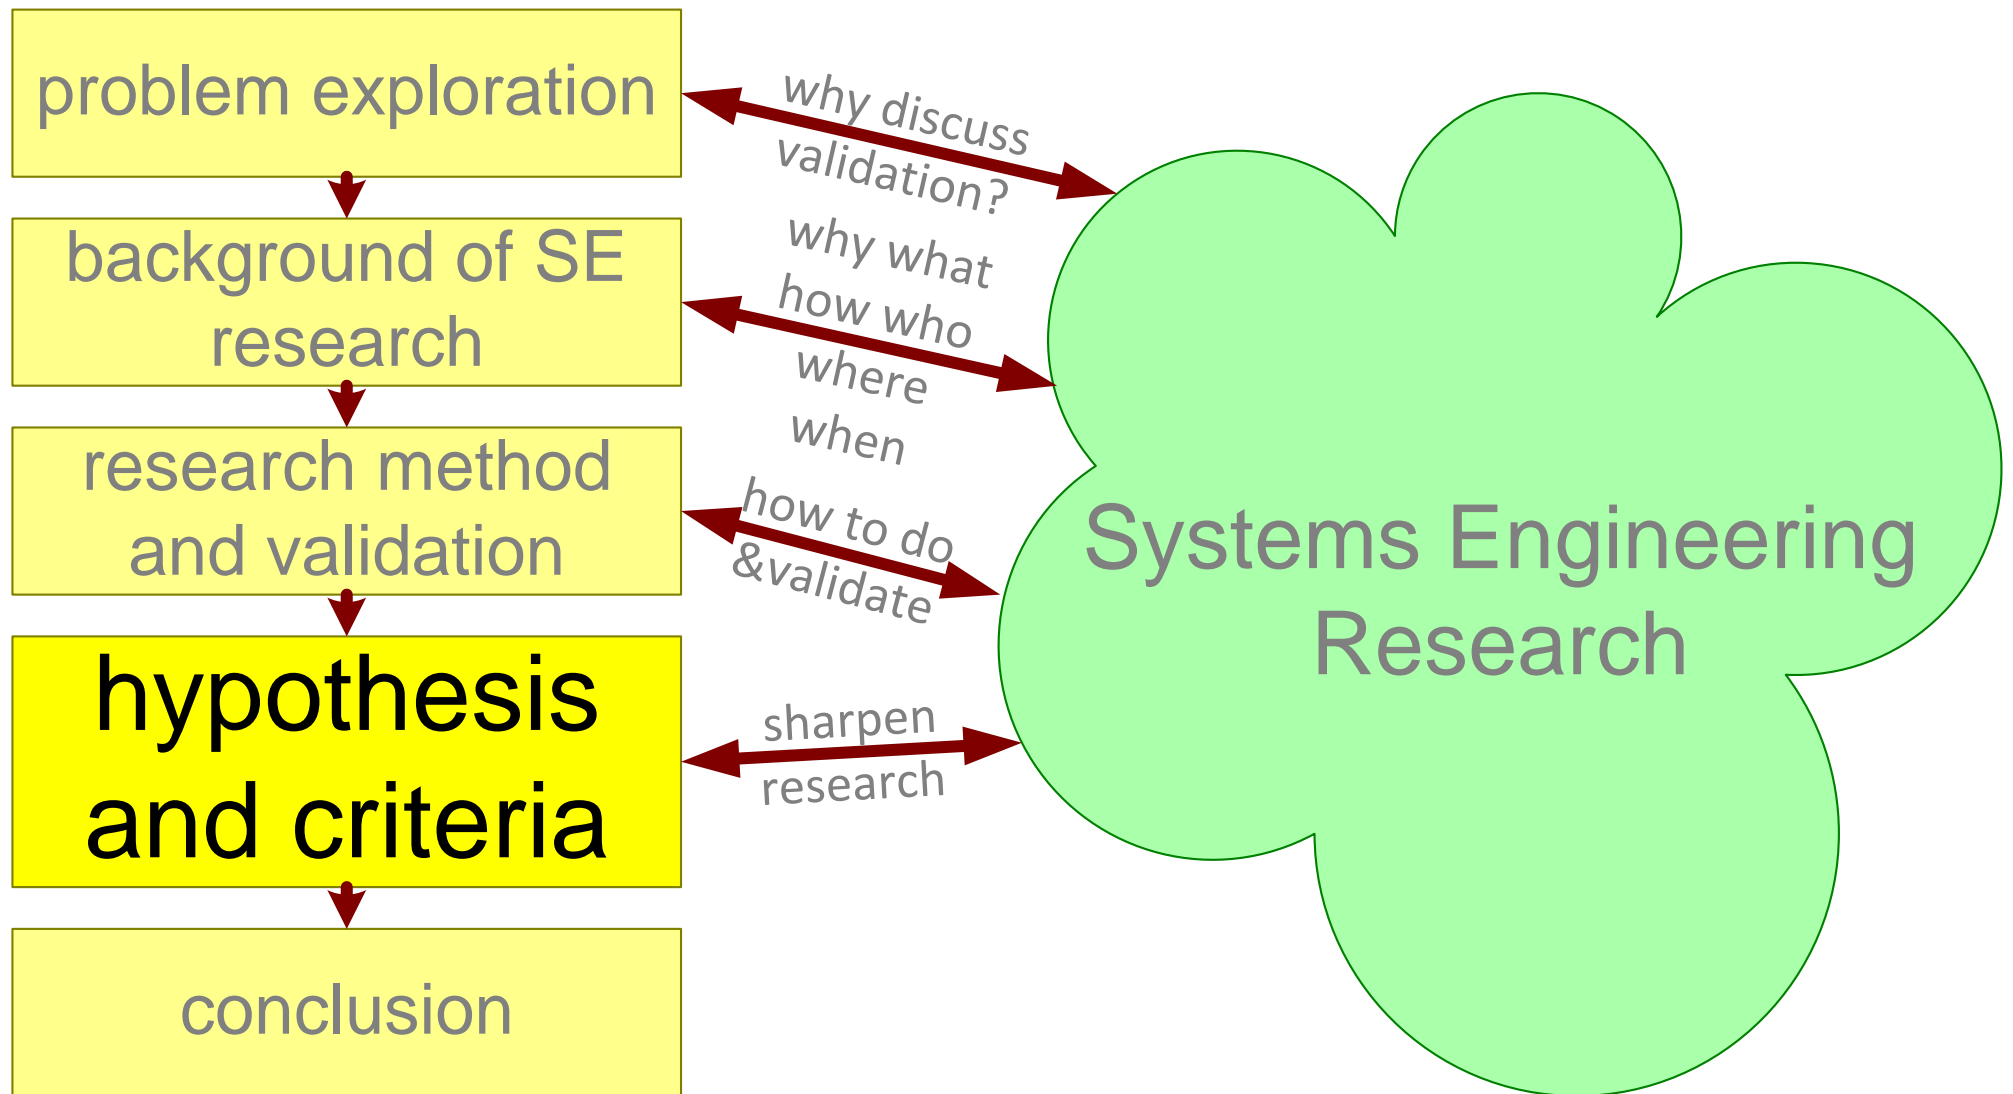 problem exploration
background of SE
research
research method
and validation
hypothesis
and criteria
conclusion
why discuss
validation?
why what
how who
where
when
how to do
&validate
sharpen
research
Systems Engineering
Research